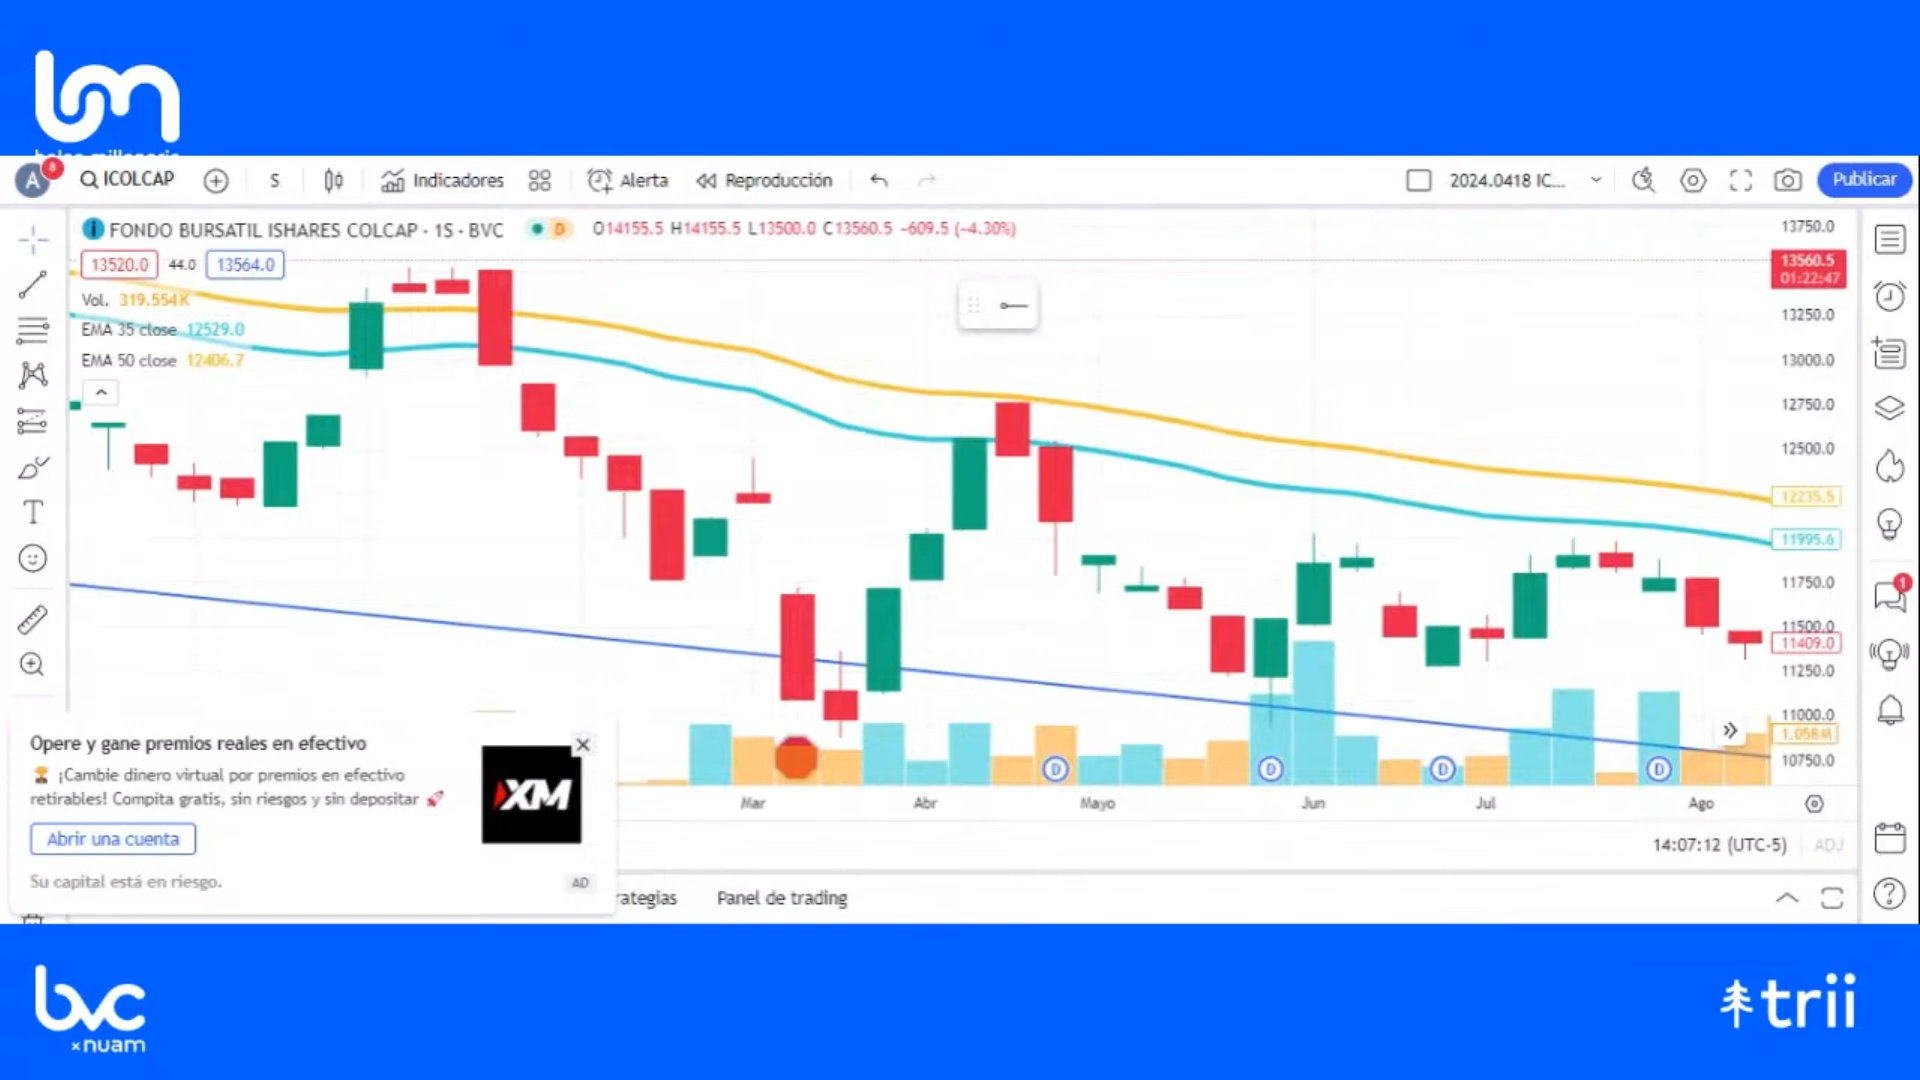 bm
A
8
ICOLCAP
S
Indicadores
Alerta
Reproducción
2024.0418 IC...
Publicar
FONDO BURSATIL ISHARES COLCAP · 1S · BVC
D
O14155.5 H14155.5 L13500.0 C13560.5 −609.5 (−4.30%)
13520.0
44.0
13564.0
Vol. 319.554K
EMA 35 close 12529.0
EMA 50 close 12406.7
13750.0
13560.5
01:22:47
13250.0
13000.0
12750.0
12500.0
12235.5
11995.6
11750.0
11500.0
11409.0
11250.0
11000.0
1.058M
10750.0
1
D
D
D
D
Mar
Abr
Mayo
Jun
Jul
Ago
14:07:12 (UTC-5)
ADJ
Opere y gane premios reales en efectivo
¡Cambie dinero virtual por premios en efectivo
retirables! Compita gratis, sin riesgos y sin depositar
Abrir una cuenta
Su capital está en riesgo.
XM
AD
rategias
Panel de trading
bvc
xnuam
trii